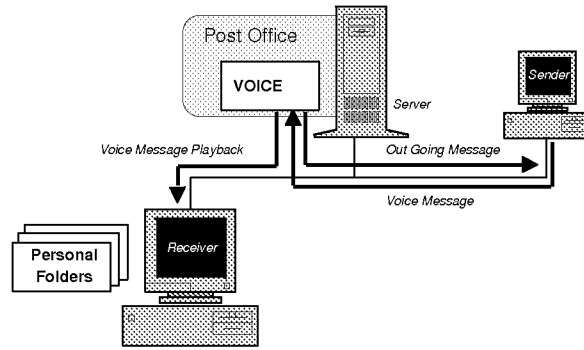 Post Office
VOICE
Server
Sender
Voice Message Playback
Out Going Message
Voice Message
Receiver
Personal
Folders